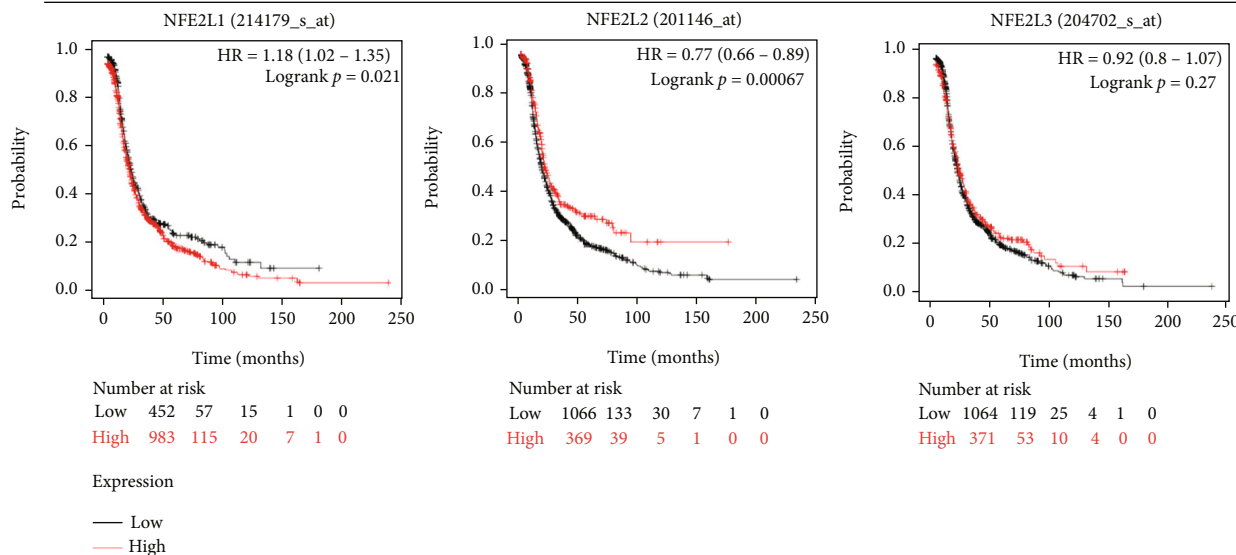 NFE2L1 (214179_s_at)
HR = 1.18 (1.02 – 1.35)
Logrank p = 0.021
Probability
1.0
0.8
0.6
0.4
0.2
0.0
0 50 100 150 200 250
Time (months)
Number at risk
Low 452 57 15 1 0 0
High 983 115 20 7 1 0
NFE2L2 (201146_at)
HR = 0.77 (0.66 – 0.89)
Logrank p = 0.00067
Probability
1.0
0.8
0.6
0.4
0.2
0.0
0 50 100 150 200 250
Time (months)
Number at risk
Low 1066 133 30 7 1 0
High 369 39 5 1 0 0
NFE2L3 (204702_s_at)
HR = 0.92 (0.8 – 1.07)
Logrank p = 0.27
Probability
1.0
0.8
0.6
0.4
0.2
0.0
0 50 100 150 200 250
Time (months)
Number at risk
Low 1064 119 25 4 1 0
High 371 53 10 4 0 0
Expression
Low
High